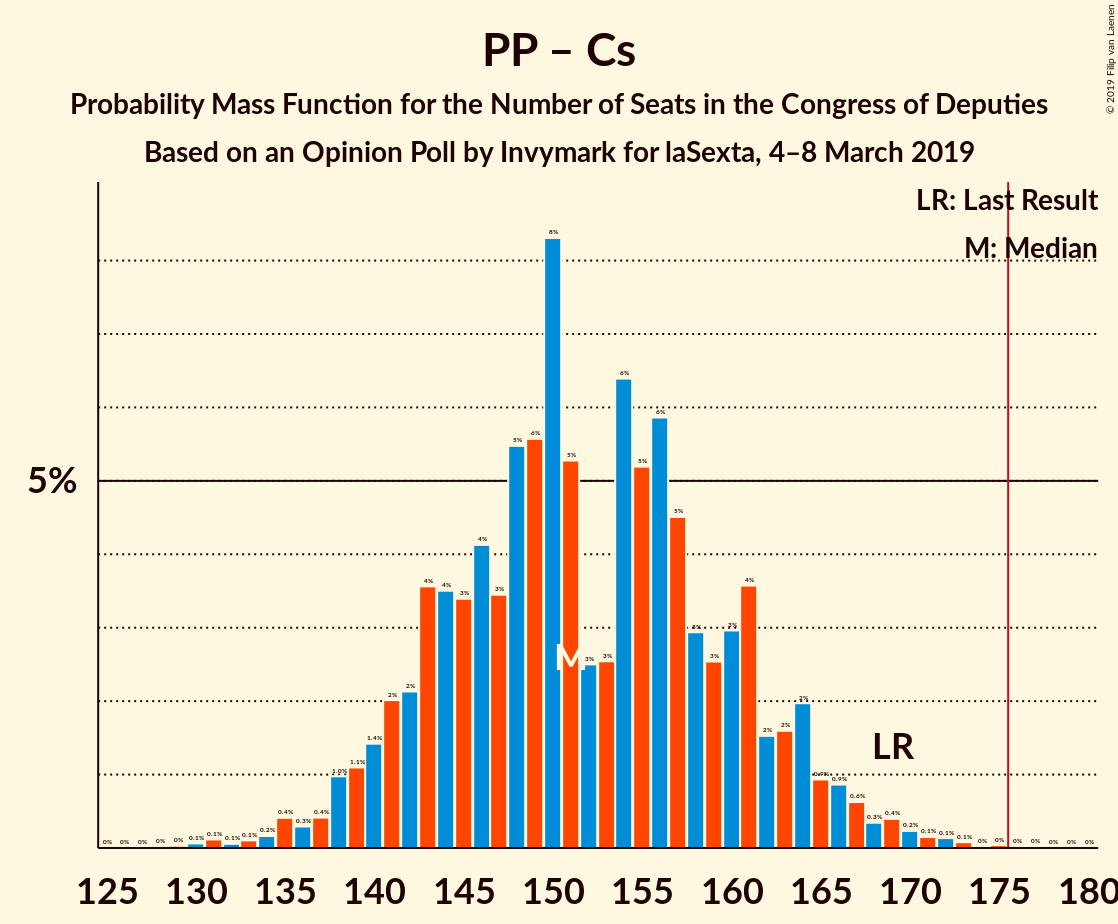 PP – Cs
Probability Mass Function for the Number of Seats in the Congress of Deputies
Based on an Opinion Poll by Invymark for laSexta, 4–8 March 2019
© 2019 Filip van Laenen
LR: Last Result
M: Median
5%
0% 0% 0% 0% 0% 0.1% 0.1% 0.1% 0.1% 0.2% 0.4% 0.3% 0.4% 1.0% 1.1% 1.4% 2% 2% 4% 4% 3% 4% 3% 5% 6% 8% 5% 3% 3% 6% 5% 6% 5% 3% 3% 3% 4% 2% 2% 2% 0.9% 0.9% 0.6% 0.3% 0.4% 0.2% 0.1% 0.1% 0.1% 0% 0% 0% 0% 0% 0% 0%
M
LR
125 130 135 140 145 150 155 160 165 170 175 180